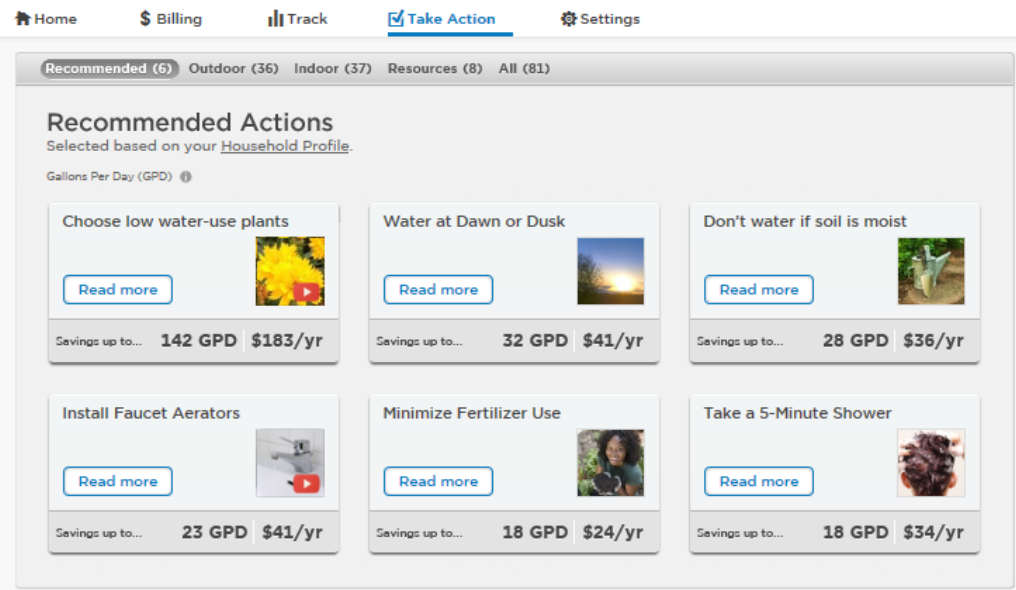 Home $ Billing Track Take Action Settings
Recommended (6) Outdoor (36) Indoor (37) Resources (8) All (81)
Recommended Actions
Selected based on your Household Profile.
Gallons Per Day (GPD)
Choose low water-use plants
Read more
Savings up to... 142 GPD $183/yr
Water at Dawn or Dusk
Read more
Savings up to... 32 GPD $41/yr
Don't water if soil is moist
Read more
Savings up to... 28 GPD $36/yr
Install Faucet Aerators
Read more
Savings up to... 23 GPD $41/yr
Minimize Fertilizer Use
Read more
Savings up to... 18 GPD $24/yr
Take a 5-Minute Shower
Read more
Savings up to... 18 GPD $34/yr